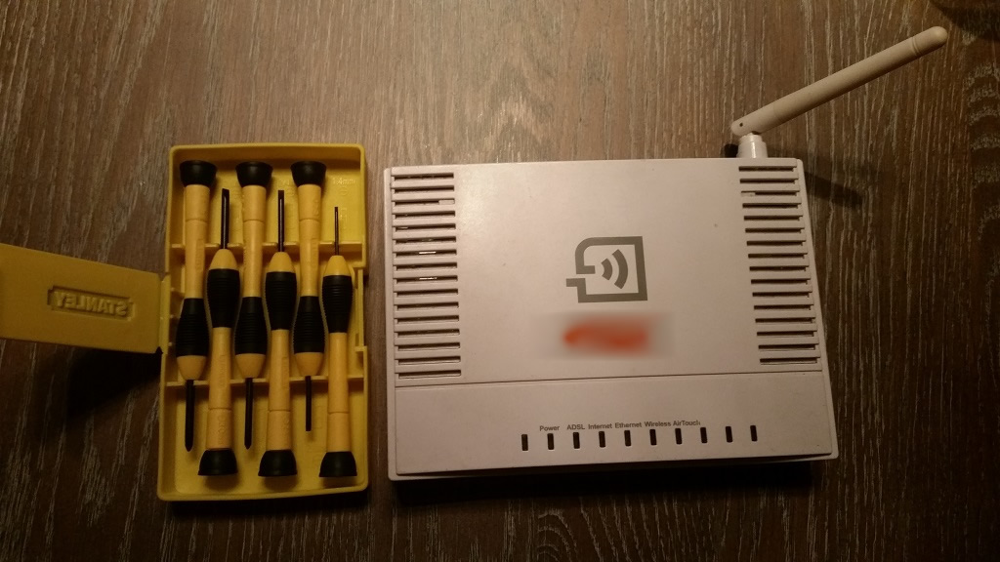 STANLEY
Power ADSL Internet Ethernet Wireless AirTouch